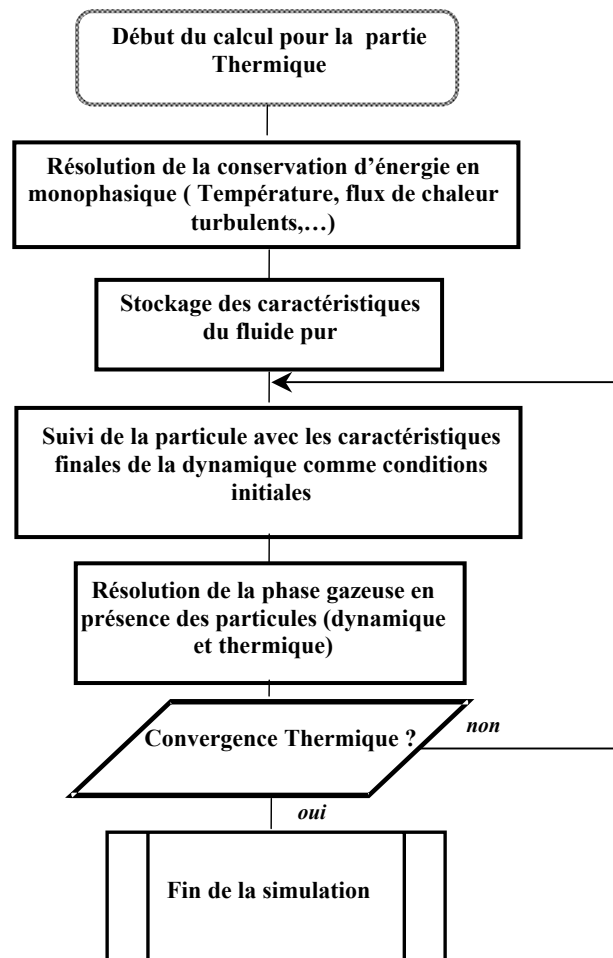 Début du calcul pour la partie
Thermique
Résolution de la conservation d’énergie en
monophasique ( Température, flux de chaleur
turbulents,…)
Stockage des caractéristiques
du fluide pur
Suivi de la particule avec les caractéristiques
finales de la dynamique comme conditions
initiales
Résolution de la phase gazeuse en
présence des particules (dynamique
et thermique)
Convergence Thermique ?
non
oui
Fin de la simulation